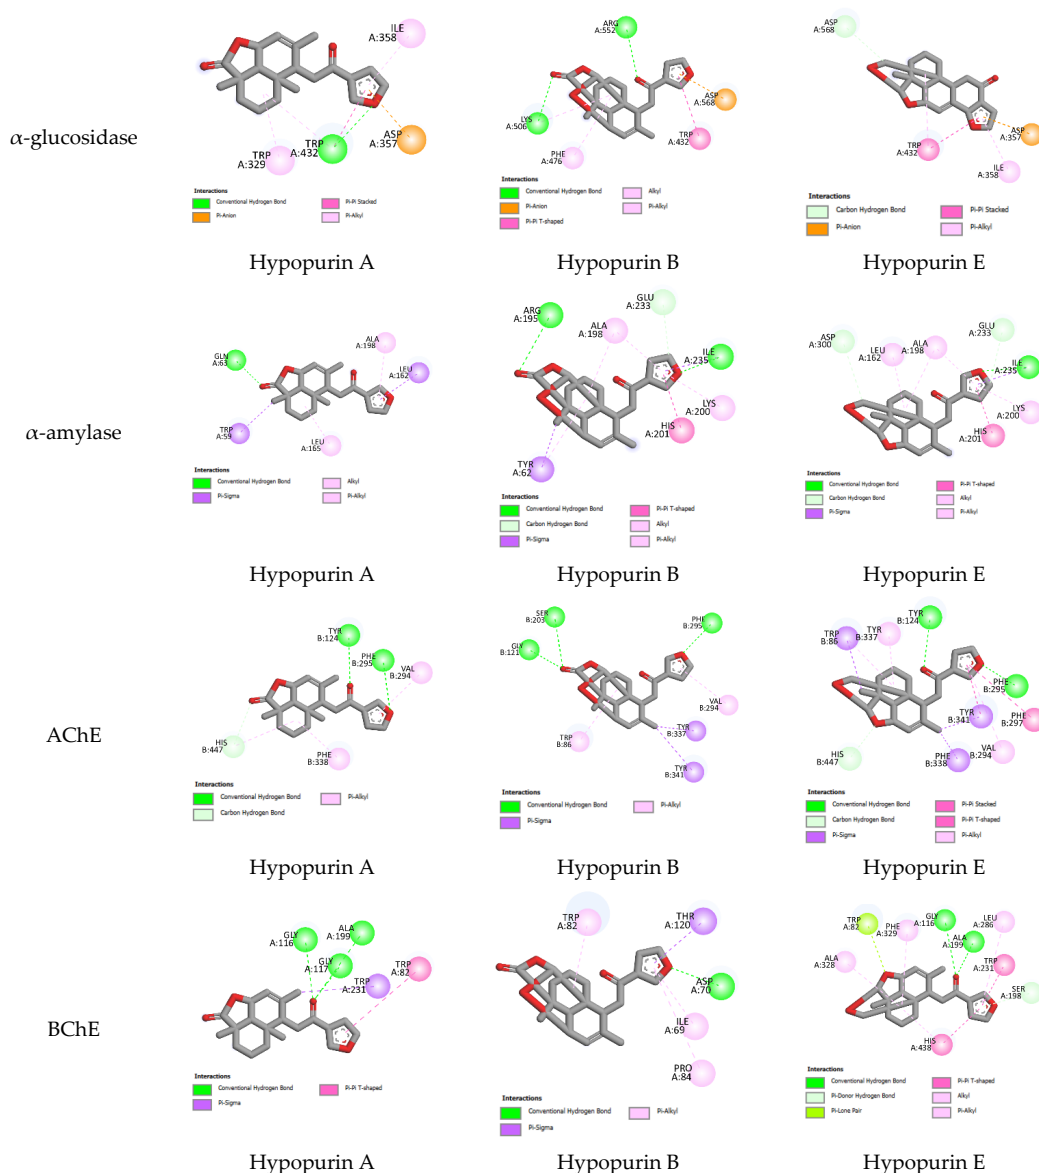 α-glucosidase
ILE
A:358
TRP
A:329
TRP
A:432
ASP
A:357
Interactions
Conventional Hydrogen Bond
Pi-Anion
Pi-Pi Stacked
Pi-Alkyl
Hypopurin A
ARG
A:552
LYS
A:506
PHE
A:476
ASP
A:568
TRP
A:432
Interactions
Conventional Hydrogen Bond
Pi-Anion
Pi-Pi T-shaped
Alkyl
Pi-Alkyl
Hypopurin B
ASP
A:568
TRP
A:432
ASP
A:357
ILE
A:358
Interactions
Carbon Hydrogen Bond
Pi-Anion
Pi-Pi Stacked
Pi-Alkyl
Hypopurin E
α-amylase
GLN
A:63
ALA
A:198
LEU
A:162
TRP
A:59
LEU
A:165
Interactions
Conventional Hydrogen Bond
Pi-Sigma
Alkyl
Pi-Alkyl
Hypopurin A
ARG
A:195
ALA
A:198
GLU
A:233
ILE
A:235
LYS
A:200
HIS
A:201
TYR
A:62
Interactions
Conventional Hydrogen Bond
Carbon Hydrogen Bond
Pi-Sigma
Pi-Pi T-shaped
Alkyl
Pi-Alkyl
Hypopurin B
ASP
A:300
LEU
A:162
ALA
A:198
GLU
A:233
ILE
A:235
LYS
A:200
HIS
A:201
Interactions
Conventional Hydrogen Bond
Carbon Hydrogen Bond
Pi-Sigma
Pi-Pi T-shaped
Alkyl
Pi-Alkyl
Hypopurin E
AChE
TYR
B:124
PHE
B:295
VAL
B:294
HIS
B:447
PHE
B:338
Interactions
Conventional Hydrogen Bond
Carbon Hydrogen Bond
Pi-Alkyl
Hypopurin A
SER
B:203
GLY
B:121
PHE
B:295
VAL
B:294
TRP
B:86
TYR
B:337
TYR
B:341
Interactions
Conventional Hydrogen Bond
Pi-Sigma
Pi-Alkyl
Hypopurin B
TRP
B:86
TYR
B:337
TYR
B:124
PHE
B:295
PHE
B:297
TYR
B:341
VAL
B:294
PHE
B:338
HIS
B:447
Interactions
Conventional Hydrogen Bond
Carbon Hydrogen Bond
Pi-Sigma
Pi-Pi Stacked
Pi-Pi T-shaped
Pi-Alkyl
Hypopurin E
BChE
GLY
A:116
ALA
A:199
GLY
A:117
TRP
A:231
TRP
A:82
Interactions
Conventional Hydrogen Bond
Pi-Sigma
Pi-Pi T-shaped
Hypopurin A
TRP
A:82
THR
A:120
ASP
A:70
ILE
A:69
PRO
A:84
Interactions
Conventional Hydrogen Bond
Pi-Sigma
Pi-Alkyl
Hypopurin B
TRP
A:82
PHE
A:329
GLY
A:116
LEU
A:286
ALA
A:199
ALA
A:328
TRP
A:231
SER
A:198
HIS
A:438
Interactions
Conventional Hydrogen Bond
Pi-Donor Hydrogen Bond
Pi-Lone Pair
Pi-Pi T-shaped
Alkyl
Pi-Alkyl
Hypopurin E